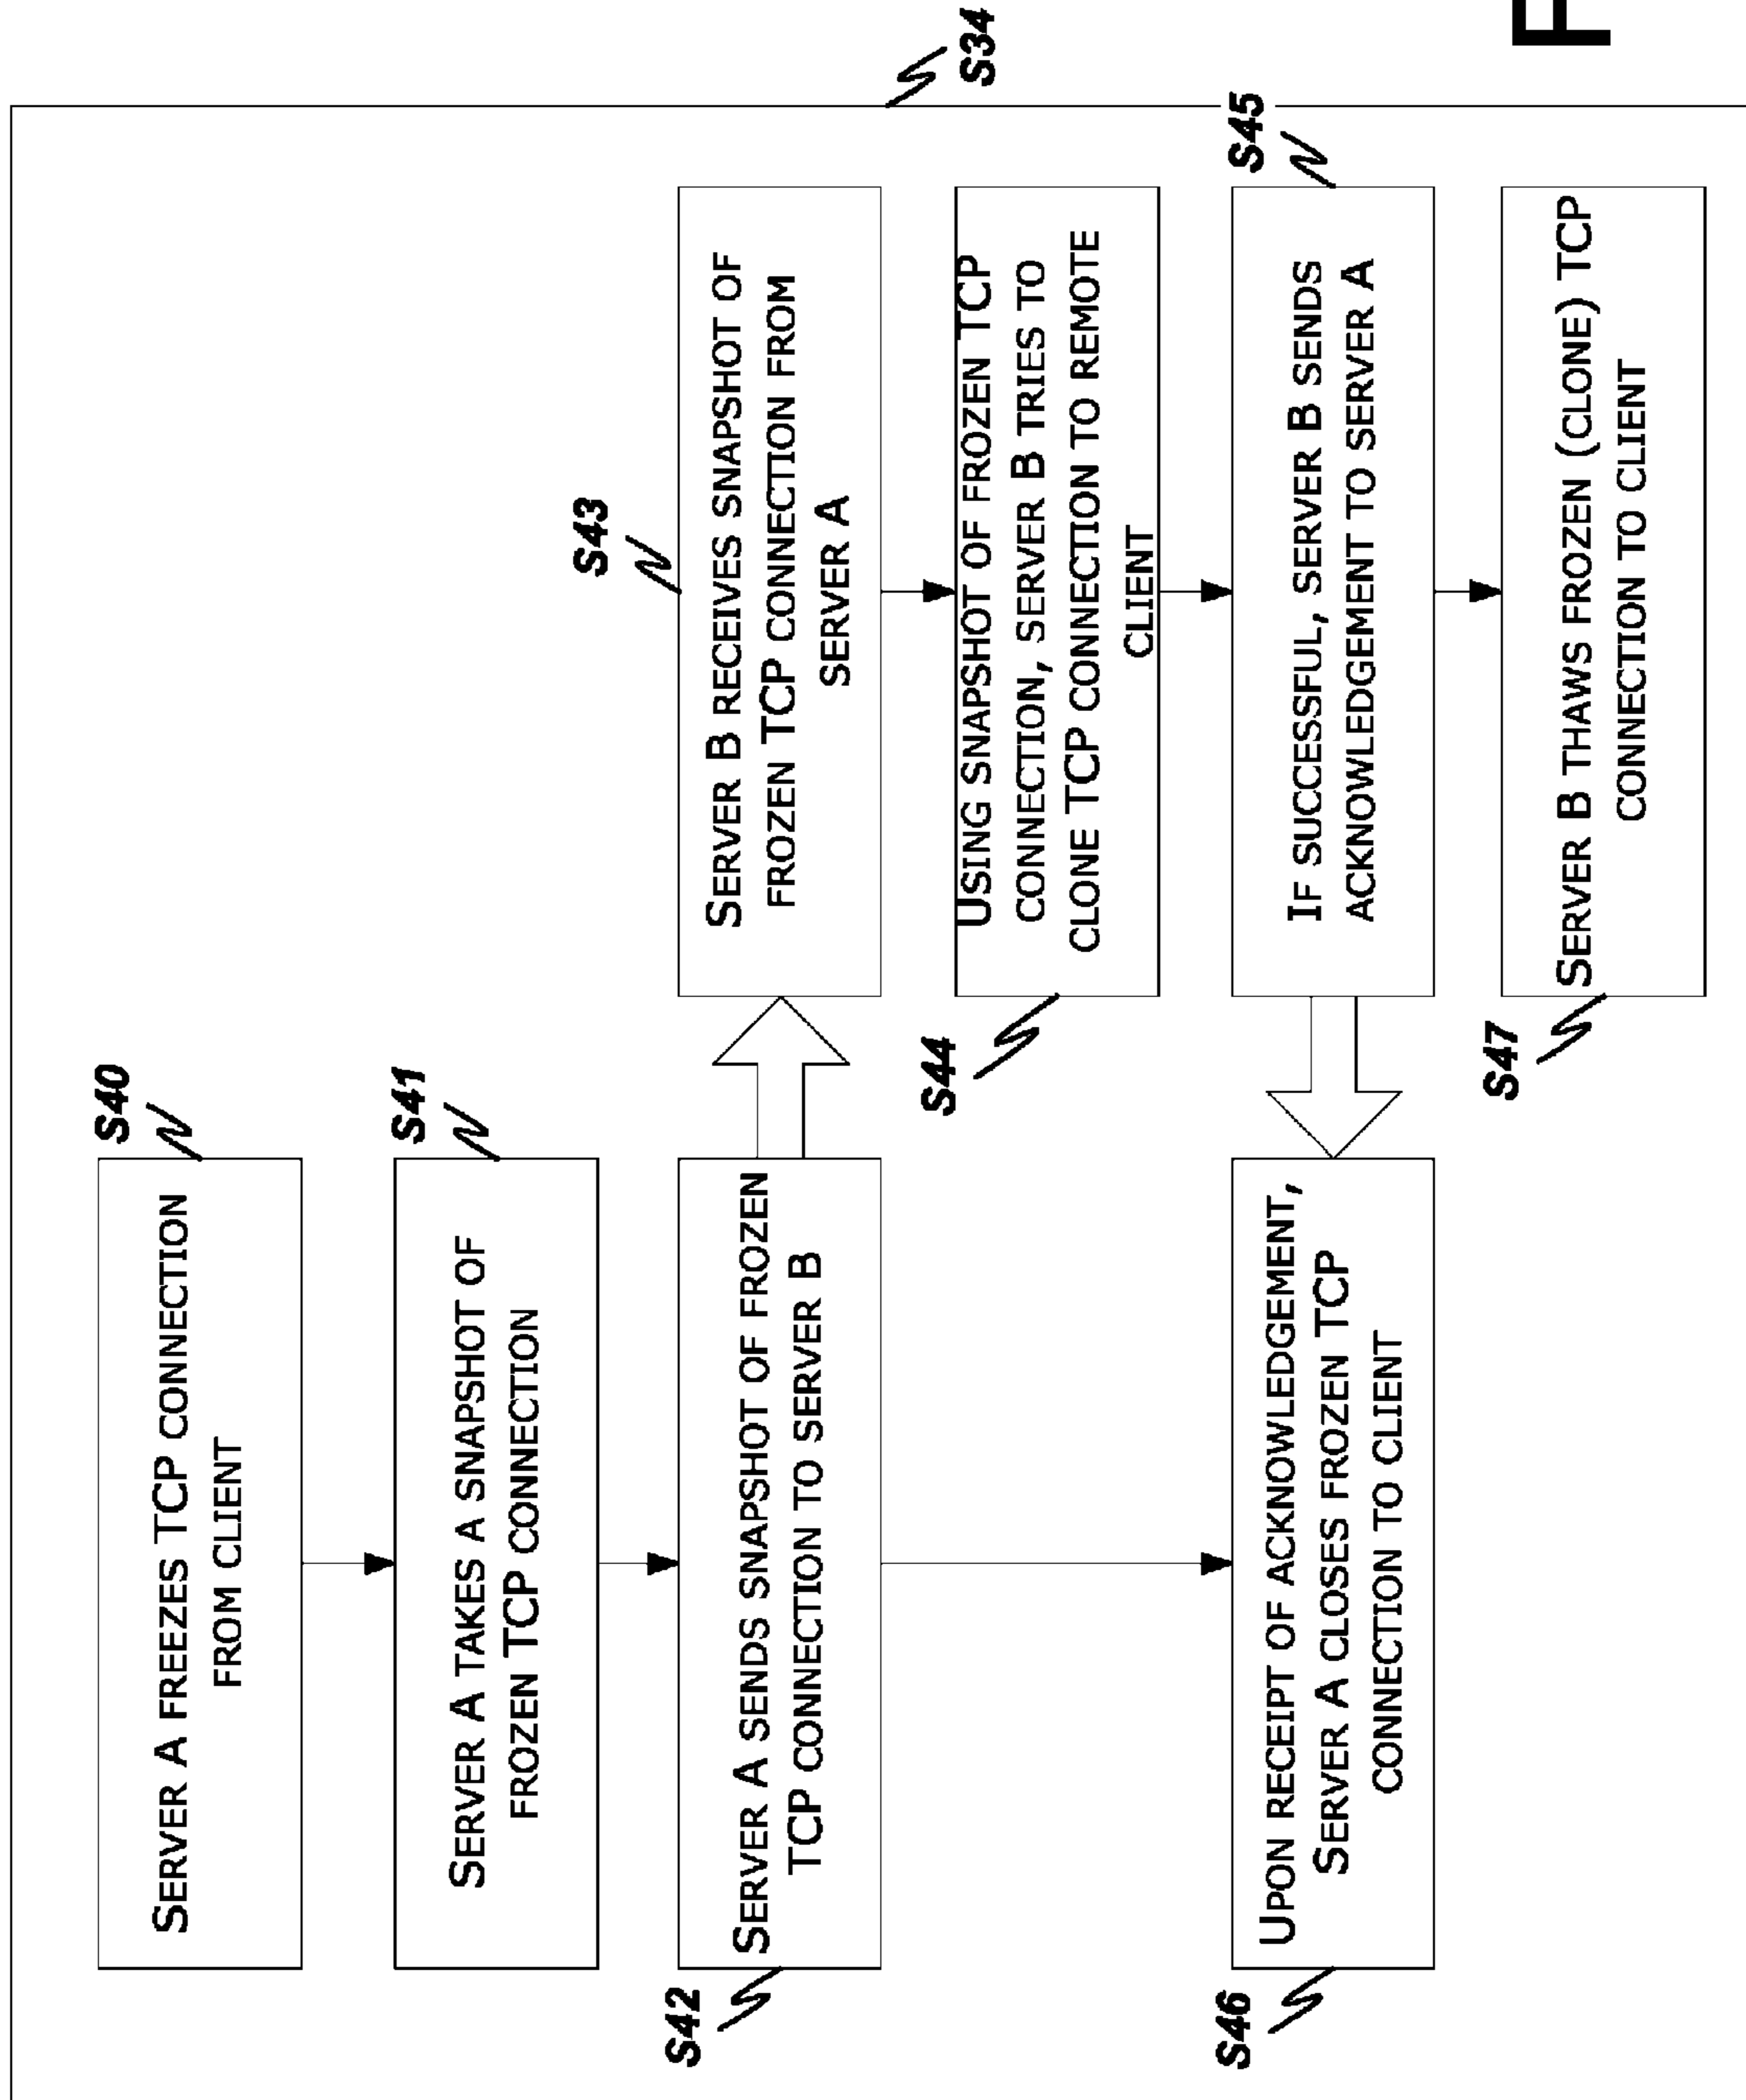 S34
S40
SERVER A FREEZES TCP CONNECTION
FROM CLIENT
S41
SERVER A TAKES A SNAPSHOT OF
FROZEN TCP CONNECTION
S42
SERVER A SENDS SNAPSHOT OF FROZEN
TCP CONNECTION TO SERVER B
S43
SERVER B RECEIVES SNAPSHOT OF
FROZEN TCP CONNECTION FROM
SERVER A
S44
USING SNAPSHOT OF FROZEN TCP
CONNECTION, SERVER B TRIES TO
CLONE TCP CONNECTION TO REMOTE
CLIENT
S45
IF SUCCESSFUL, SERVER B SENDS
ACKNOWLEDGEMENT TO SERVER A
S46
UPON RECEIPT OF ACKNOWLEDGEMENT,
SERVER A CLOSES FROZEN TCP
CONNECTION TO CLIENT
S47
SERVER B THAWS FROZEN (CLONE) TCP
CONNECTION TO CLIENT
F